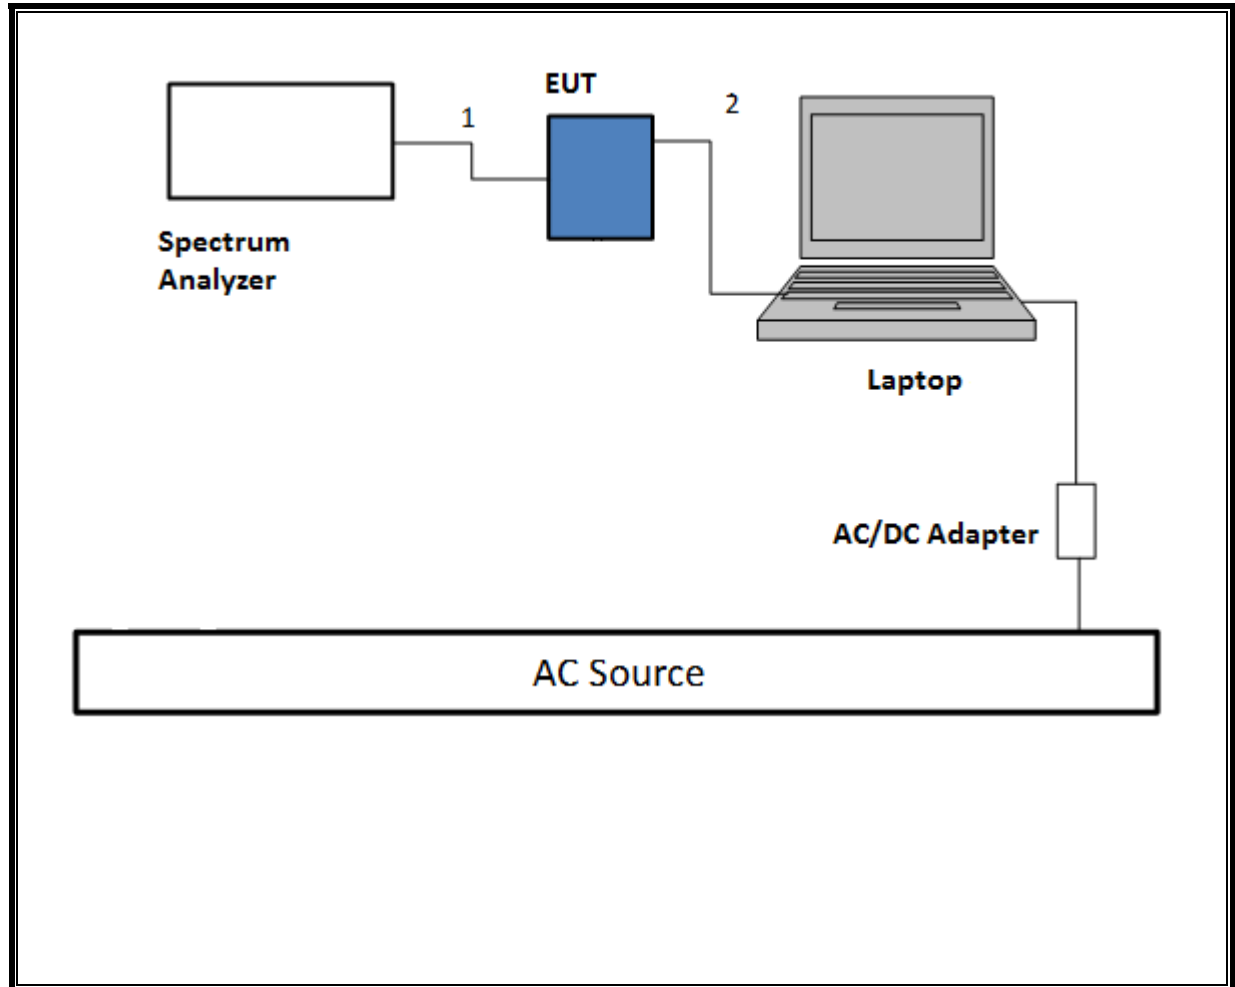 EUT
1
2
Spectrum
Analyzer
Laptop
AC/DC Adapter
AC Source